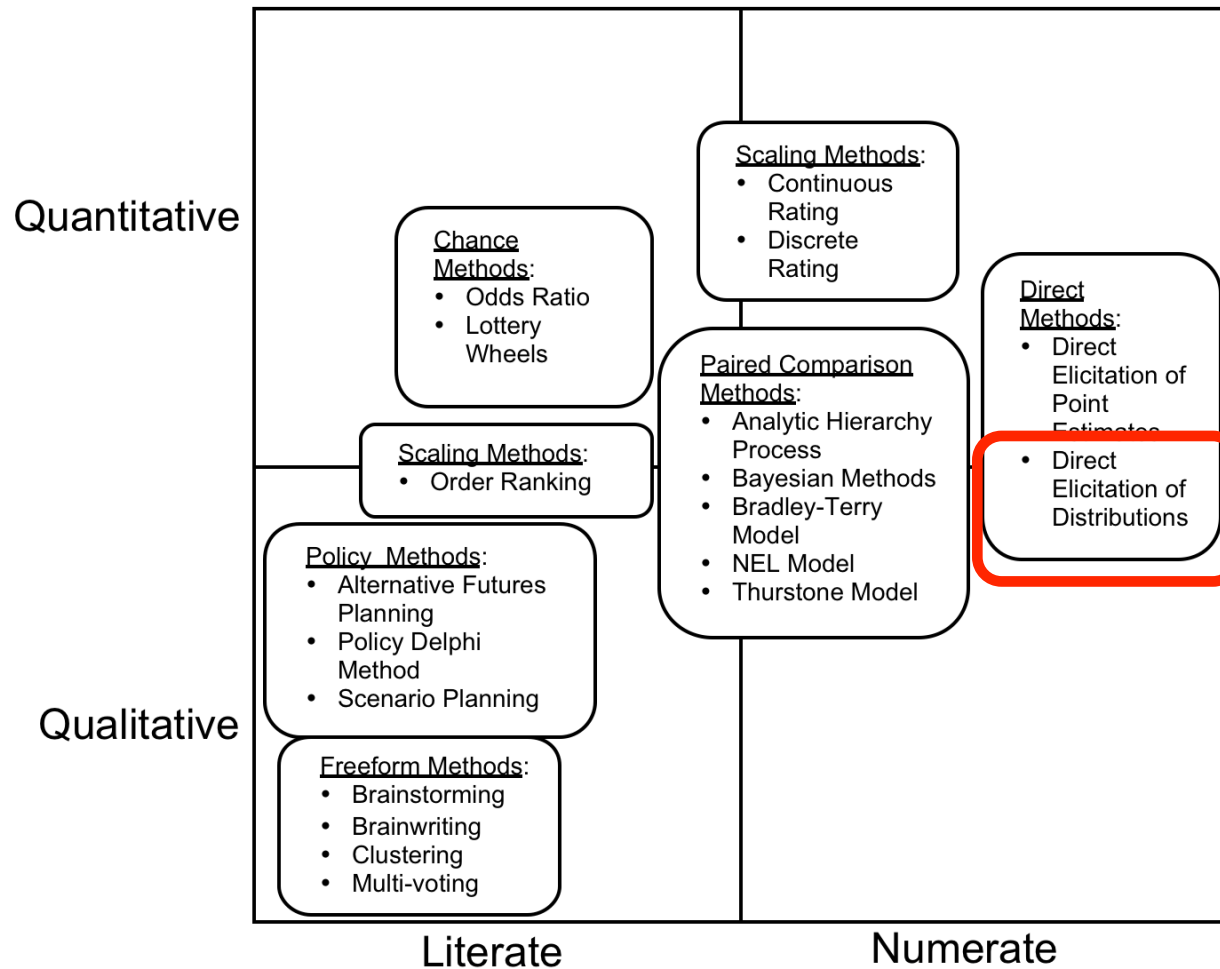 Quantitative
Qualitative
Chance
Methods:
• Odds Ratio
• Lottery
Wheels
Scaling Methods:
• Continuous
Rating
• Discrete
Rating
Direct
Methods:
• Direct
Elicitation of
Point
Estimates
• Direct
Elicitation of
Distributions
Paired Comparison
Methods:
• Analytic Hierarchy
Process
• Bayesian Methods
• Bradley-Terry
Model
• NEL Model
• Thurstone Model
Scaling Methods:
• Order Ranking
Policy  Methods:
• Alternative Futures
Planning
• Policy Delphi
Method
• Scenario Planning
Freeform Methods:
• Brainstorming
• Brainwriting
• Clustering
• Multi-voting
Literate
Numerate